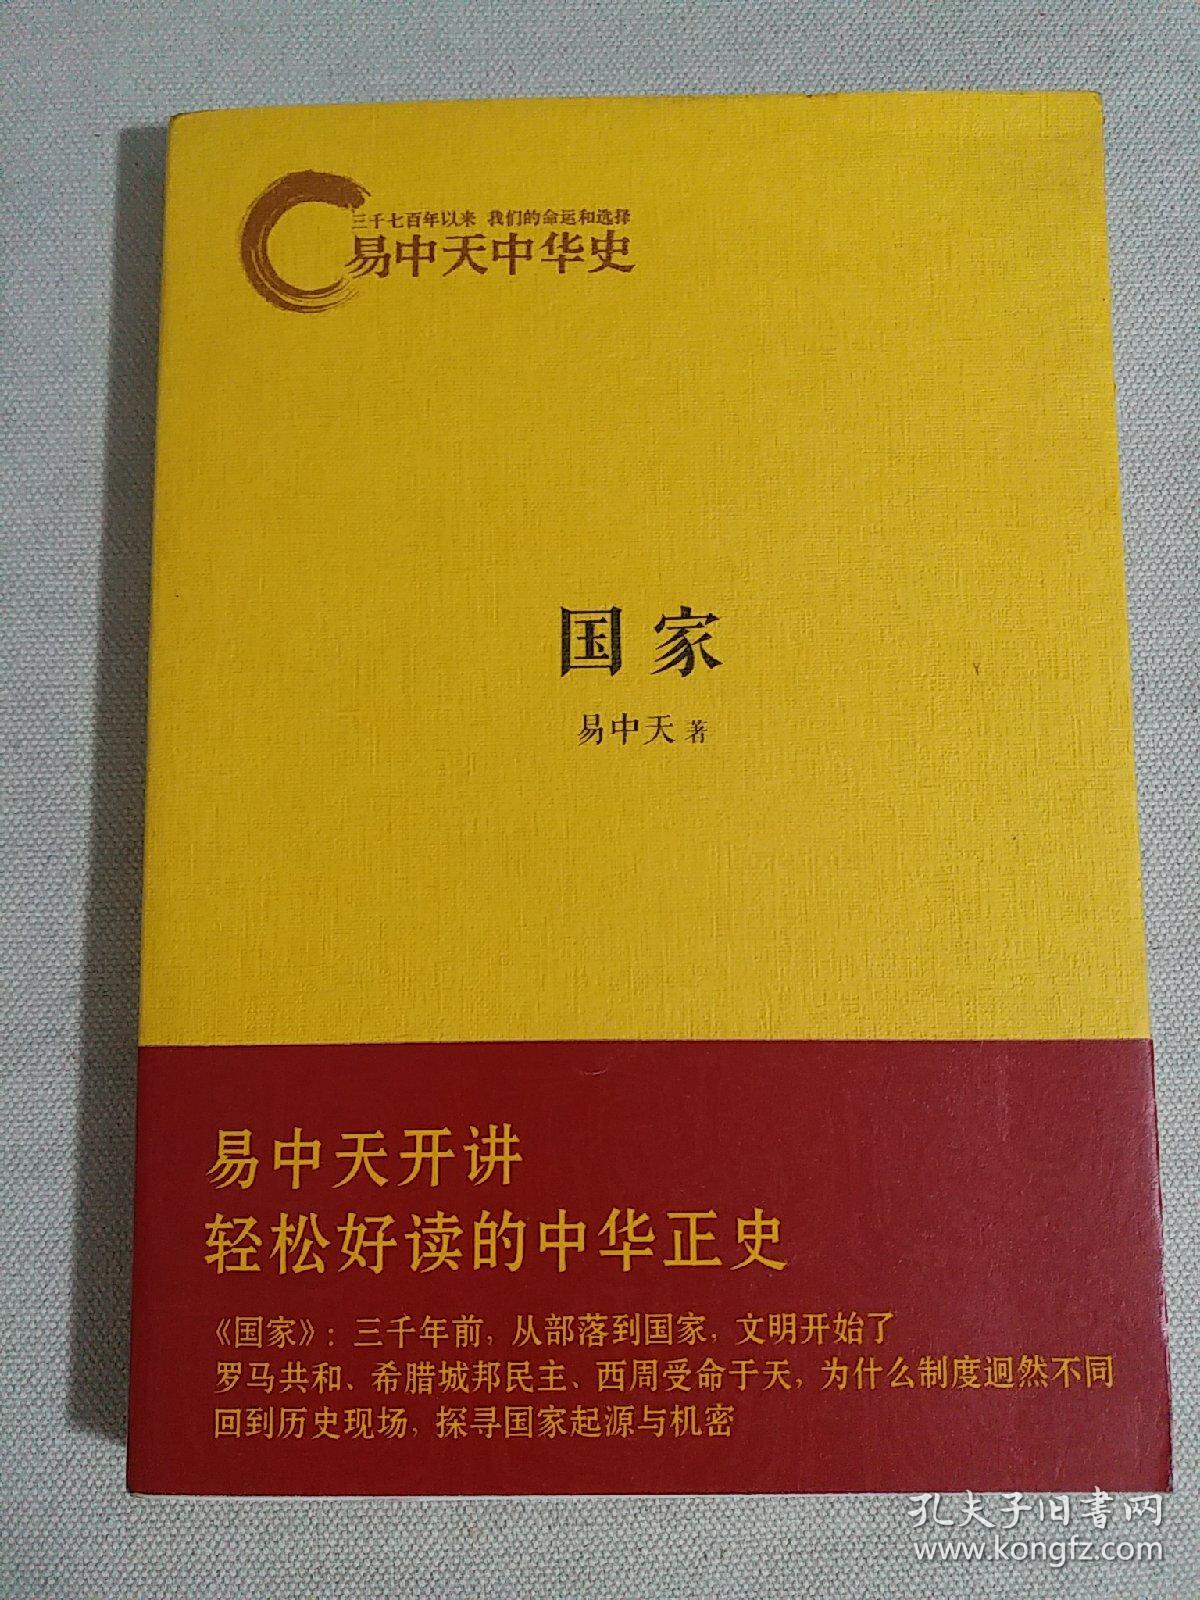 三千七百年以来 我们的命运和选择
易中天中华史
国家
易中天 著
易中天开讲
轻松好读的中华正史
《国家》：三千年前，从部落到国家，文明开始了
罗马共和、希腊城邦民主、西周受命于天，为什么制度迥然不同
回到历史现场，探寻国家起源与机密
孔夫子旧书网
www.kongfz.com